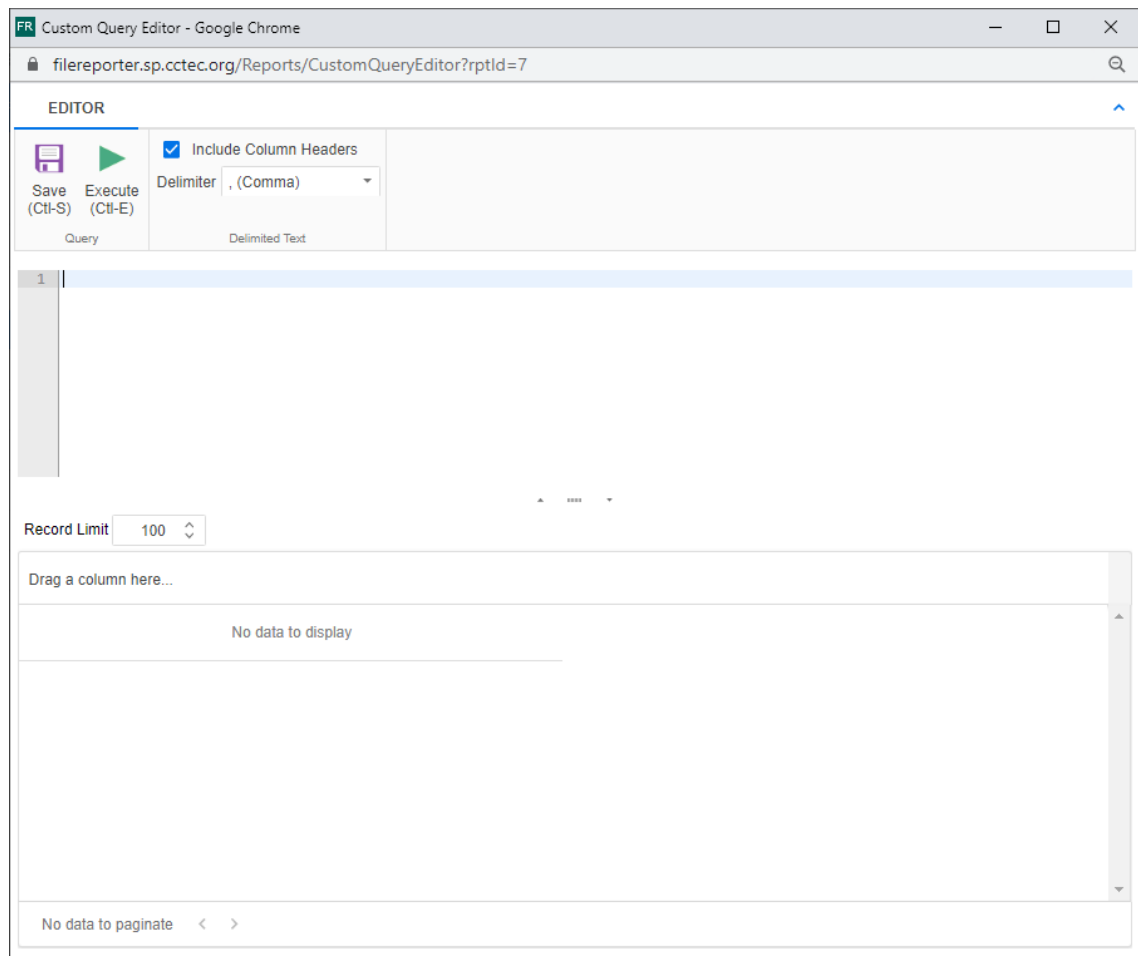 FR Custom Query Editor - Google Chrome
filereporter.sp.cctec.org/Reports/CustomQueryEditor?rptId=7
EDITOR
Save
(Ctl-S)
Execute
(Ctl-E)
Query
Include Column Headers
Delimiter , (Comma)
Delimited Text
1
Record Limit 100
Drag a column here...
No data to display
No data to paginate < >